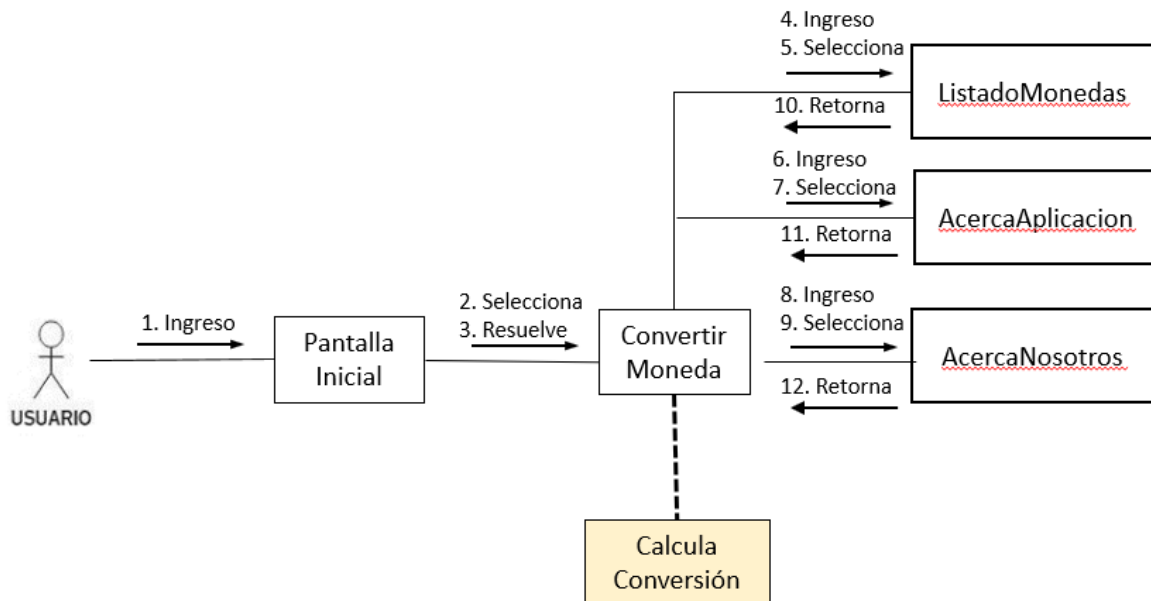 4. Ingreso
5. Selecciona
ListadoMonedas
10. Retorna
6. Ingreso
7. Selecciona
AcercaAplicacion
11. Retorna
1. Ingreso
2. Selecciona
3. Resuelve
8. Ingreso
9. Selecciona
Pantalla
Inicial
Convertir
Moneda
AcercaNosotros
12. Retorna
USUARIO
Calcula
Conversión